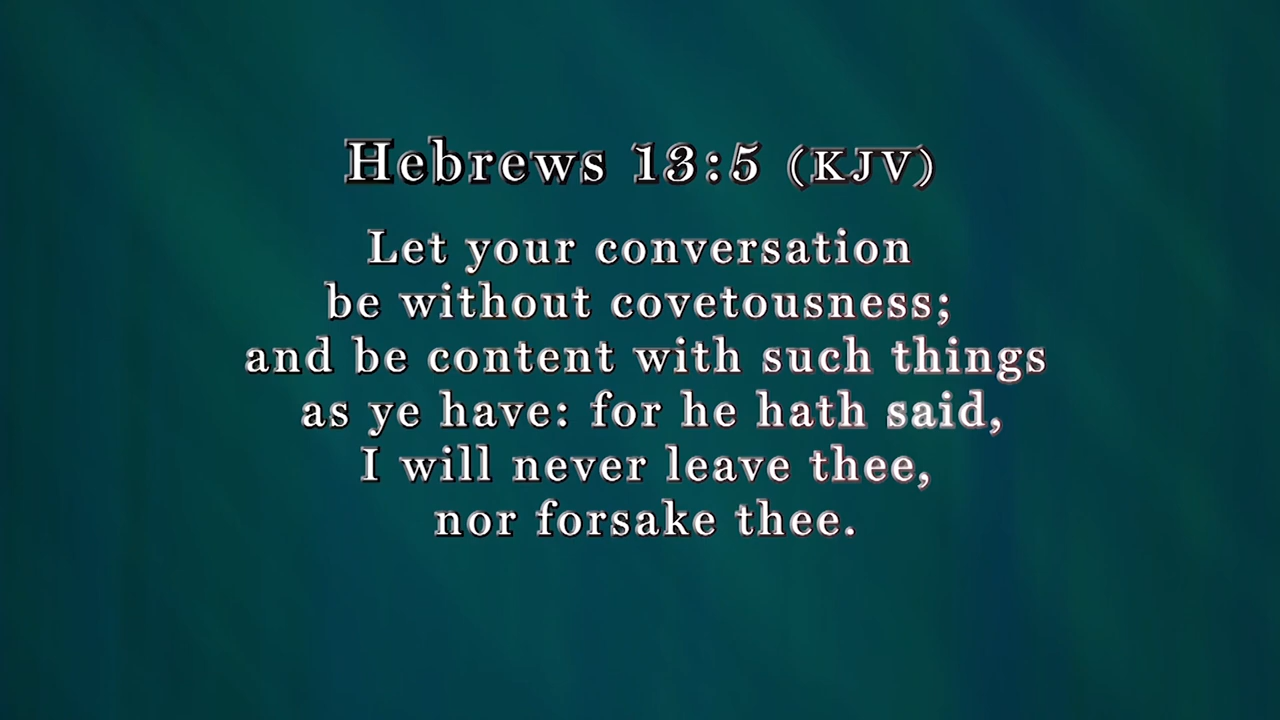 Hebrews 13:5 (KJV)
Let your conversation
be without covetousness;
and be content with such things
as ye have: for he hath said,
I will never leave thee,
nor forsake thee.